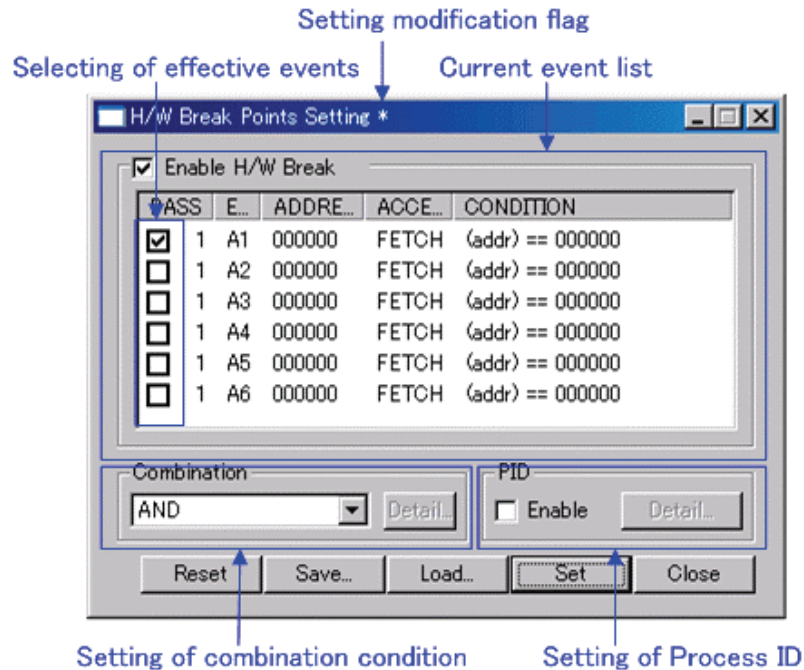 Setting modification flag
Selecting of effective events
Current event list
H/W Break Points Setting *
Enable H/W Break
PASS E... ADDRE... ACCE... CONDITION
1 A1 000000 FETCH (addr) == 000000
1 A2 000000 FETCH (addr) == 000000
1 A3 000000 FETCH (addr) == 000000
1 A4 000000 FETCH (addr) == 000000
1 A5 000000 FETCH (addr) == 000000
1 A6 000000 FETCH (addr) == 000000
Combination
PID
AND
Detail...
Enable
Detail...
Reset
Save...
Load...
Set
Close
Setting of combination condition
Setting of Process ID